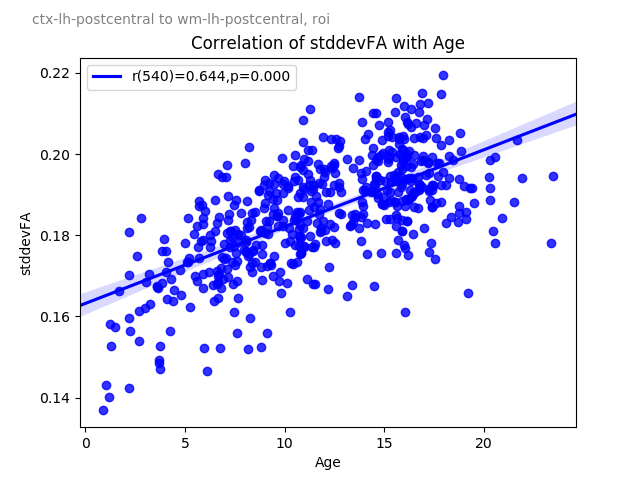 ctx-lh-postcentral to wm-lh-postcentral, roi
Correlation of stddevFA with Age
r(540)=0.644,p=0.000
stddevFA
0.22
0.20
0.18
0.16
0.14
0
5
10
15
20
Age